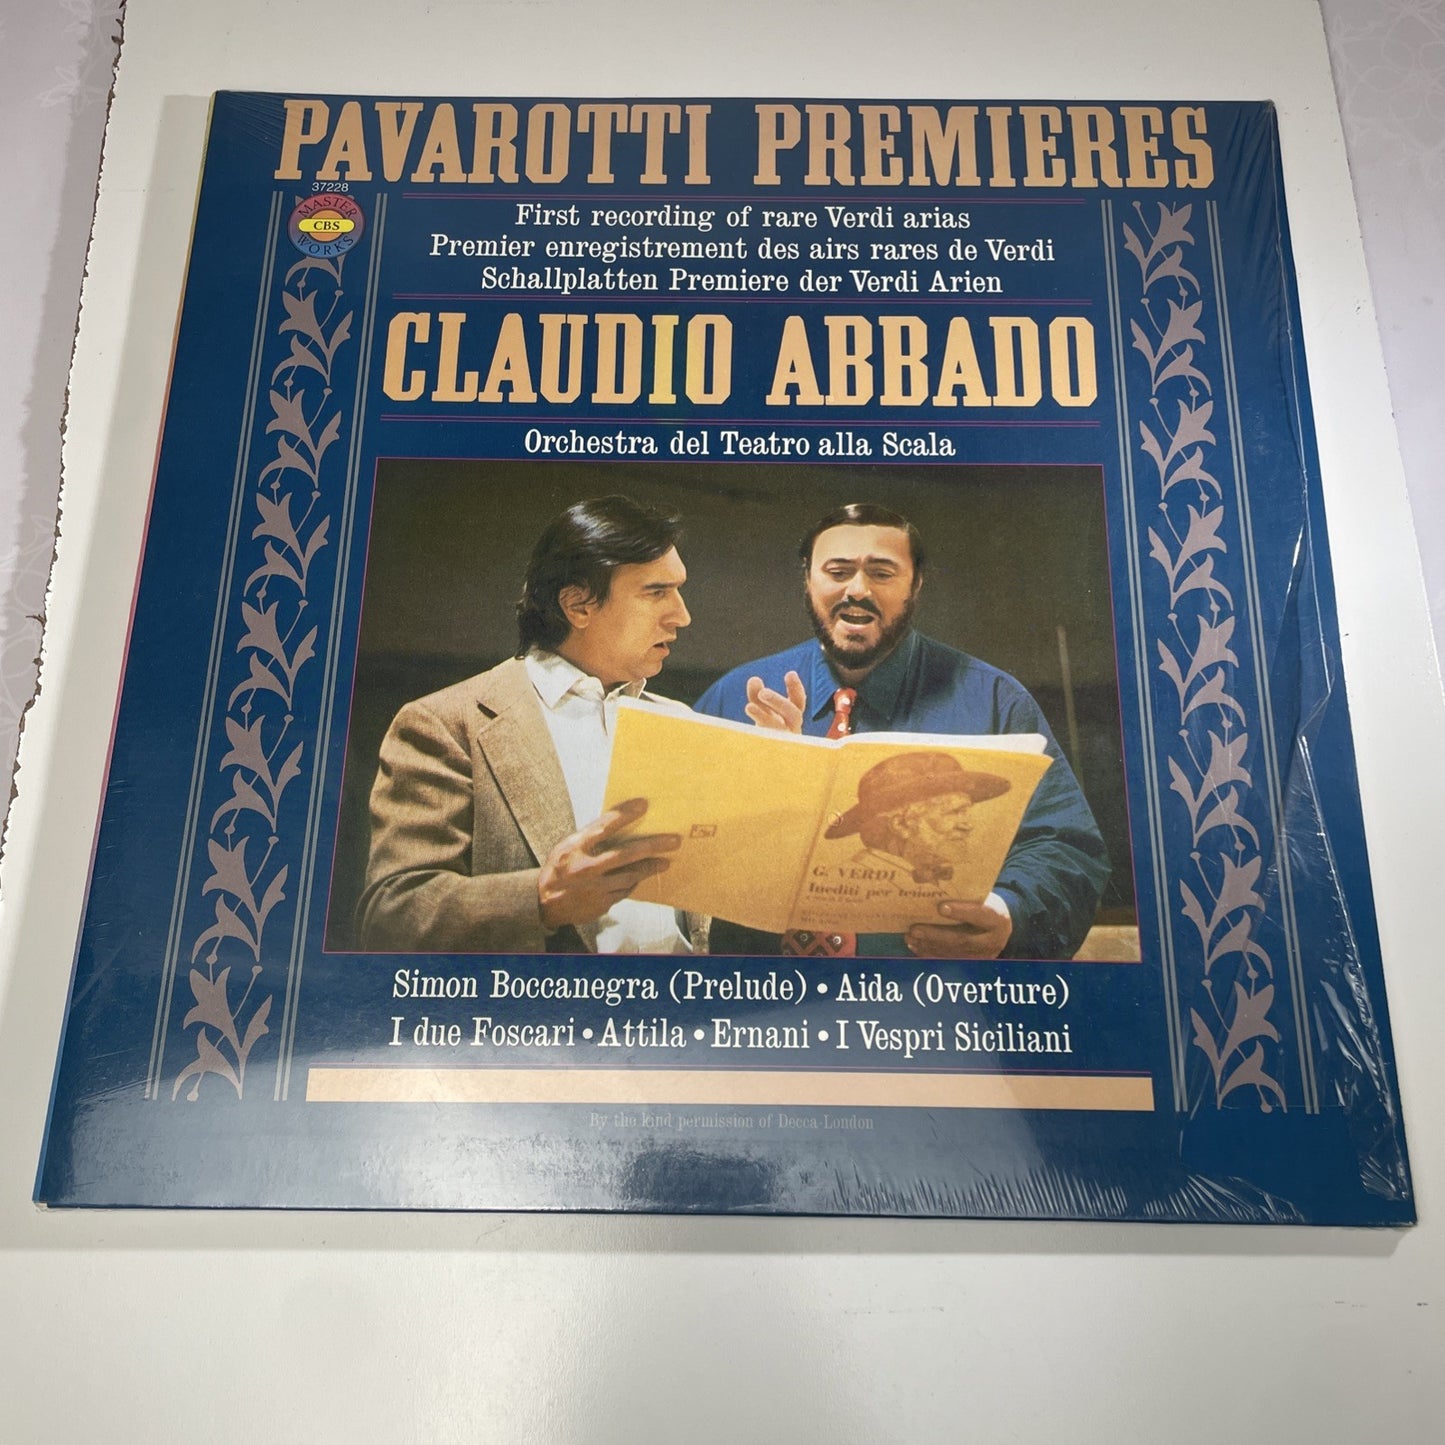 PAVAROTTI PREMIERES
37228
MASTER
CBS
WORKS
First recording of rare Verdi arias
Premier enregistrement des airs rares de Verdi
Schallplatten Premiere der Verdi Arien
CLAUDIO ABBADO
Orchestra del Teatro alla Scala
G. VERDI
Inediti per tenore
Simon Boccanegra (Prelude) • Aida (Overture)
I due Foscari • Attila • Ernani • I Vespri Siciliani
By the kind permission of Decca-London